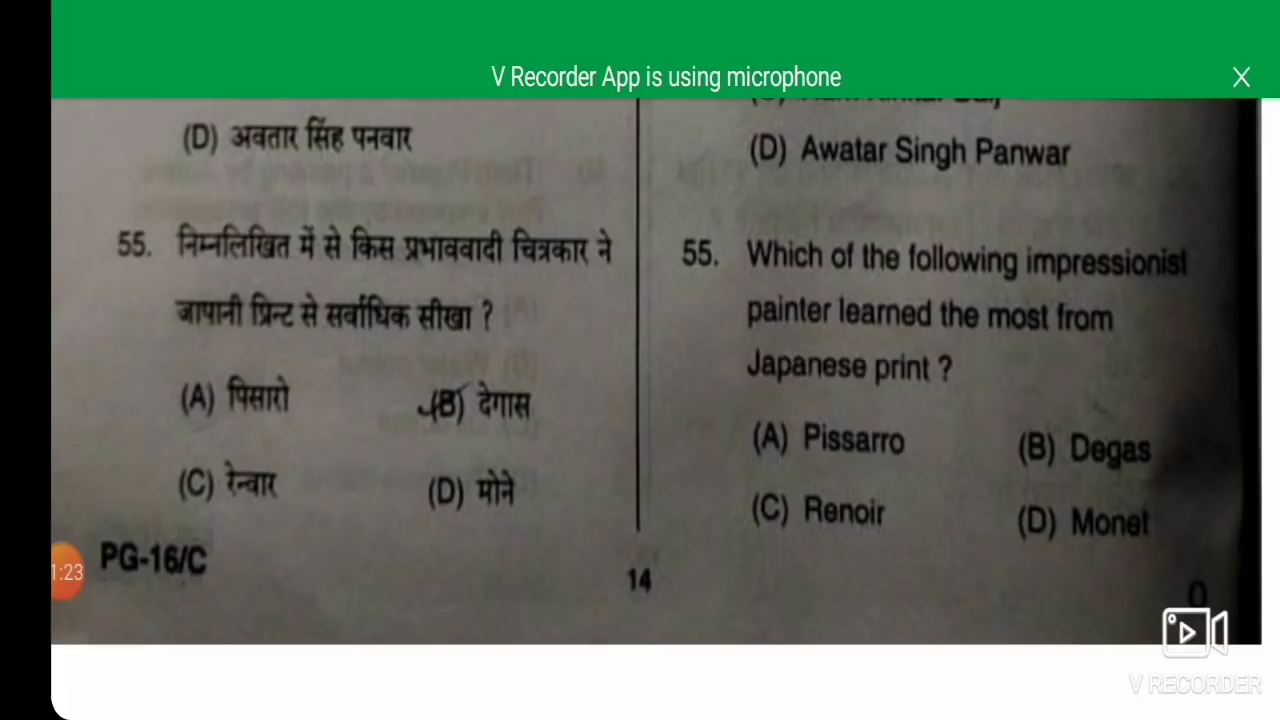 V Recorder App is using microphone
(D) अवतार सिंह पनवार
55. निम्नलिखित में से किस प्रभाववादी चित्रकार ने
जापानी प्रिन्ट से सर्वाधिक सीखा ?
(A) पिसारो (B) देगास
(C) रेन्वार (D) मोने
PG-16/C
(D) Awatar Singh Panwar
55. Which of the following impressionist
painter learned the most from
Japanese print ?
(A) Pissarro (B) Degas
(C) Renoir (D) Monet
14
1:23
V RECORDER